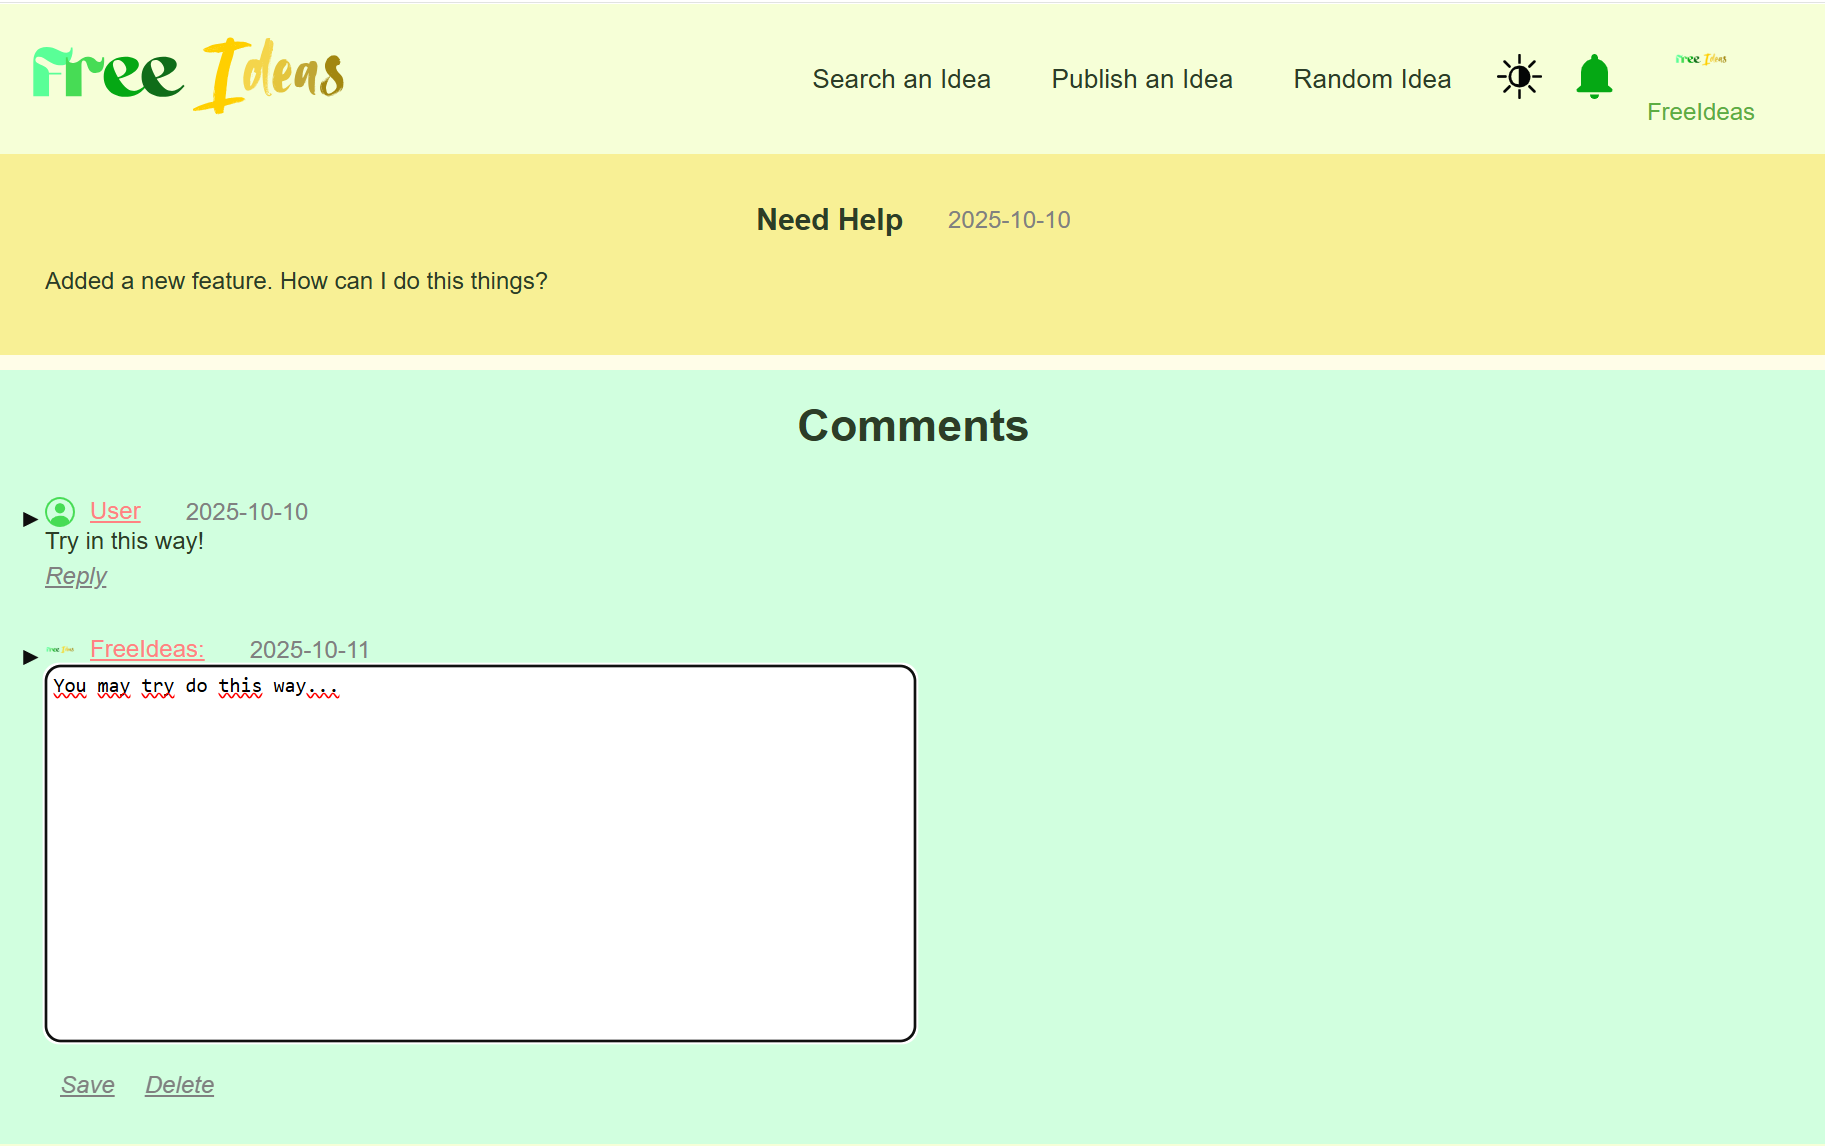 Free Ideas
Search an Idea
Publish an Idea
Random Idea
Free Ideas
FreeIdeas
Need Help
2025-10-10
Added a new feature. How can I do this things?
Comments
User
2025-10-10
Try in this way!
Reply
Free Ideas
FreeIdeas:
2025-10-11
You may try do this way...
Save
Delete